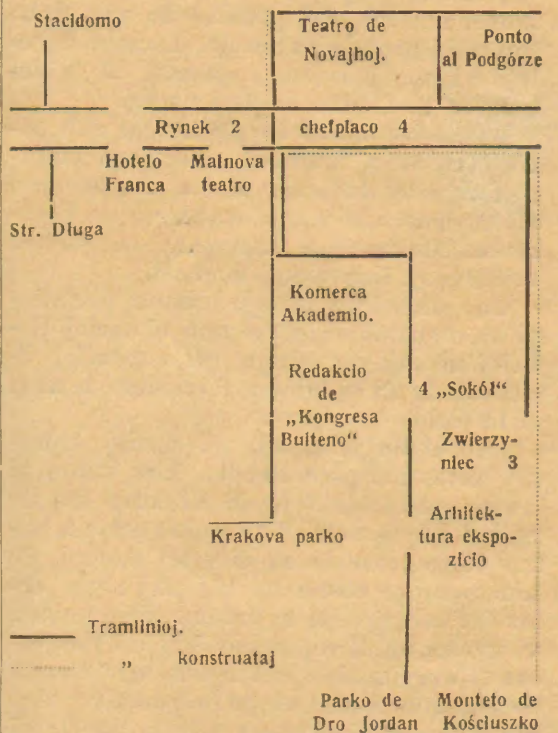 Stacidomo
Teatro de
Novajhoj.
Ponto
al Podgórze
Rynek 2 chefplaco 4
Hotelo Malnova
Franca teatro
Str. Długa
Komerca
Akademio.
Redakcio
de
„Kongresa
Bulteno“
4 „Sokół“
Zwierzy-
niec 3
Arhitek-
tura ekspo-
zicio
Krakova parko
Tramlinioj.
„ konstruataj
Parko de Monteto de
Dro Jordan Kościuszko